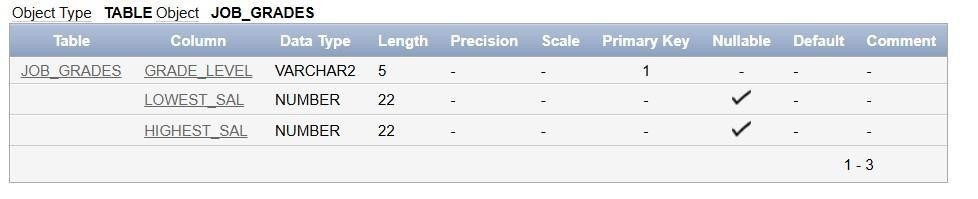 Object Type TABLE Object JOB_GRADES
Table Column Data Type Length Precision Scale Primary Key Nullable Default Comment
JOB_GRADES GRADE_LEVEL VARCHAR2 5 - - 1 - - -
LOWEST_SAL NUMBER 22 - - - ✓ - -
HIGHEST_SAL NUMBER 22 - - - ✓ - -
1 - 3